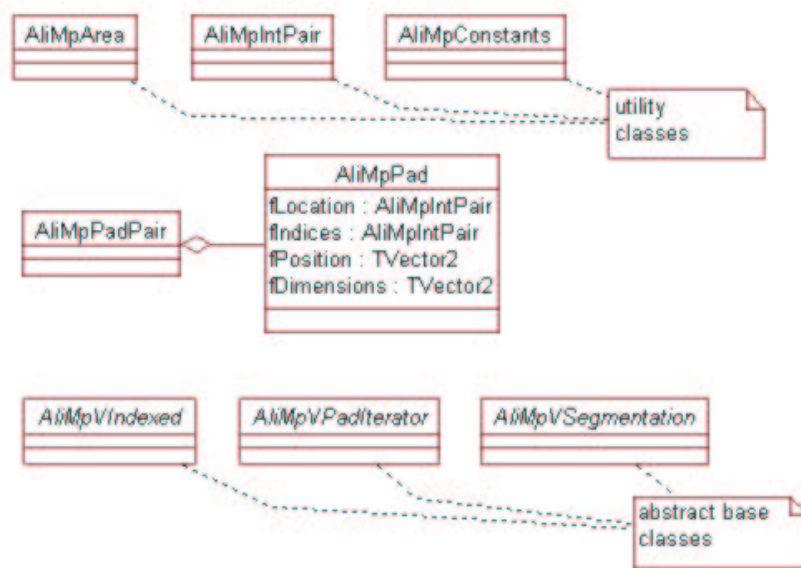 AliMpArea
AliMpIntPair
AliMpConstants
utility
classes
AliMpPad
fLocation : AliMpIntPair
fIndices : AliMpIntPair
fPosition : TVector2
fDimensions : TVector2
AliMpPadPair
AliMpVIndexed
AliMpVPadIterator
AliMpVSegmentation
abstract base
classes